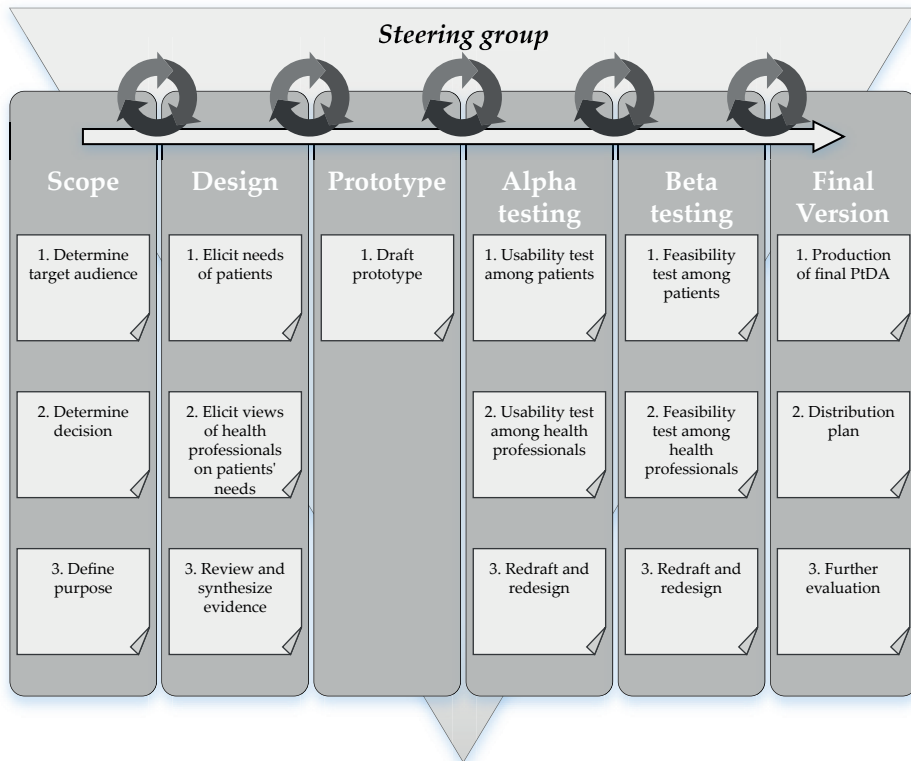 Steering group
Scope
Design
Prototype
Alpha
testing
Beta
testing
Final
Version
1. Determine
target audience
1. Elicit needs
of patients
1. Draft
prototype
1. Usability test
among patients
1. Feasibility
test among
patients
1. Production
of final PtDA
2. Determine
decision
2. Elicit views
of health
professionals
on patients'
needs
2. Usability test
among health
professionals
2. Feasibility
test among
health
professionals
2. Distribution
plan
3. Define
purpose
3. Review and
synthesize
evidence
3. Redraft and
redesign
3. Redraft and
redesign
3. Further
evaluation